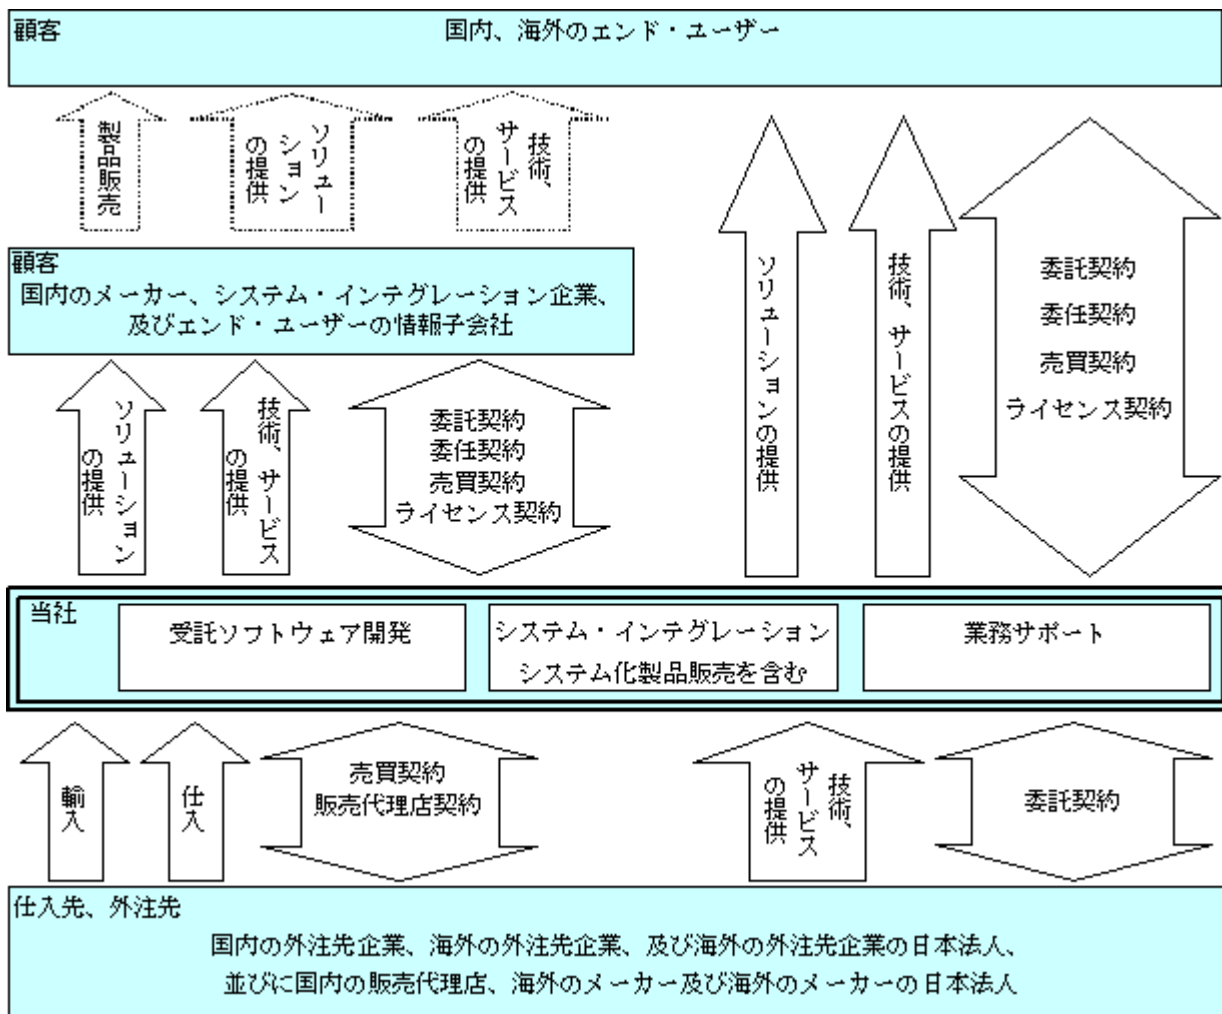 顧客
国内、海外のエンド・ユーザー
製品販売
ソリュー
ション
の提供
技術、
サービス
の提供
顧客
国内のメーカー、システム・インテグレーション企業、
及びエンド・ユーザーの情報子会社
ソリューション
の提供
技術、サービス
の提供
委託契約
委任契約
売買契約
ライセンス契約
ソリューションの提供
技術、サービスの提供
委託契約
委任契約
売買契約
ライセンス契約
当社
受託ソフトウェア開発
システム・インテグレーション
システム化製品販売を含む
業務サポート
輸入
仕入
売買契約
販売代理店契約
技術、
サービス
の提供
委託契約
仕入先、外注先
国内の外注先企業、海外の外注先企業、及び海外の外注先企業の日本法人、
並びに国内の販売代理店、海外のメーカー及び海外のメーカーの日本法人